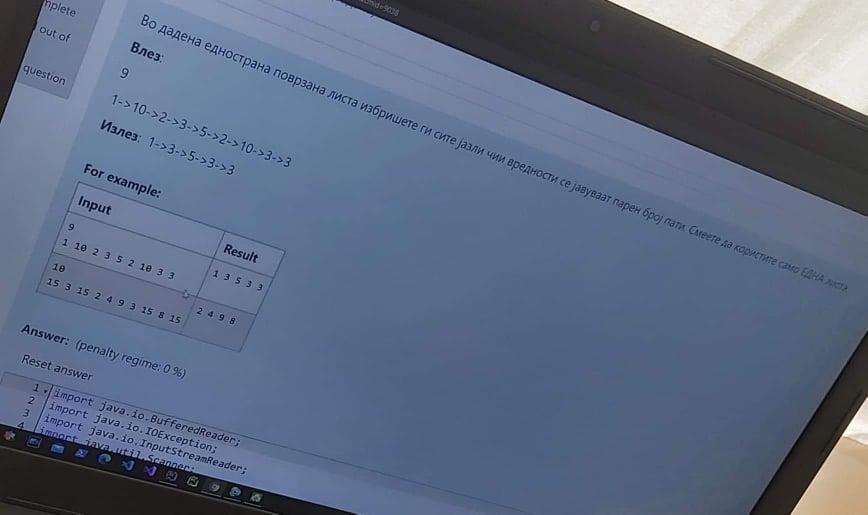 out of
question
Во дадена еднострана поврзана листа избришете ги сите јазли чии вредности се јавуваат парен број пати. Смеете да користите само ЕДНА листа
Влез:
9
1->10->2->3->5->2->10->3->3
Излез: 1->3->5->3->3
For example:
Input Result
9
1 10 2 3 5 2 10 3 3 1 3 5 3 3
10
15 3 15 2 4 9 3 15 8 15 2 4 9 8
Answer: (penalty regime: 0 %)
Reset answer
1 import java.io.BufferedReader;
2 import java.io.IOException;
3 import java.io.InputStreamReader;
4 import java.util.Scanner;